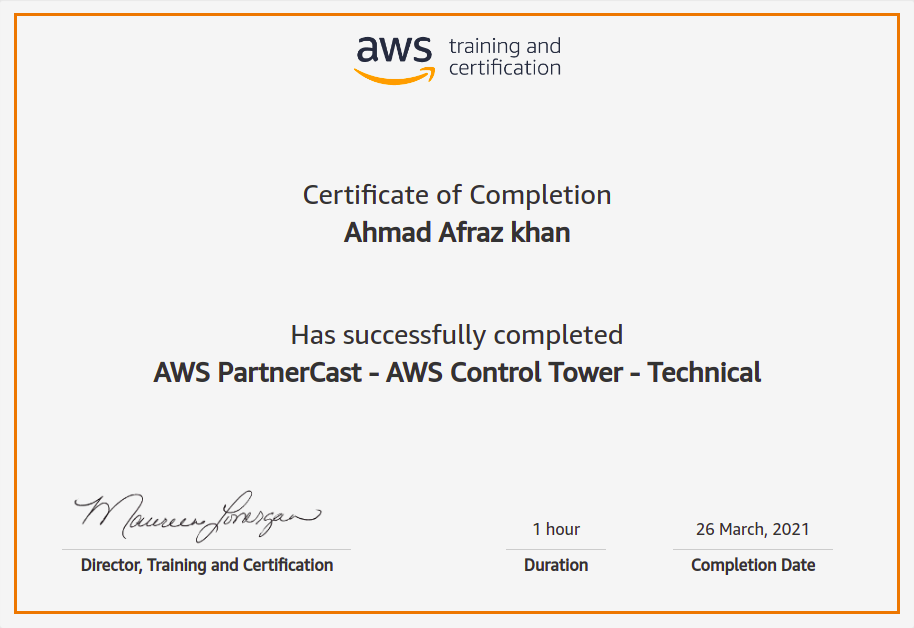 aws training and
certification
Certificate of Completion
Ahmad Afraz khan
Has successfully completed
AWS PartnerCast - AWS Control Tower - Technical
Maureen Lonergan
1 hour
26 March, 2021
Director, Training and Certification
Duration
Completion Date